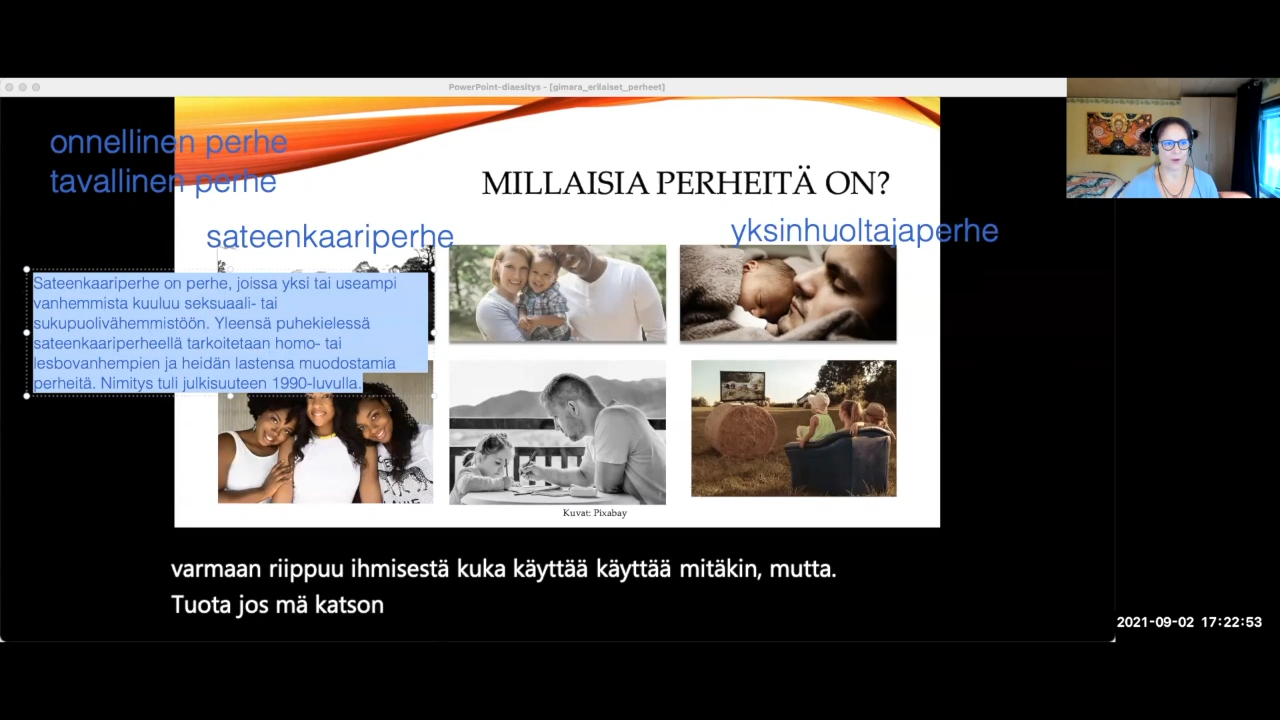 PowerPoint-diaesitys - [gimara_erilaiset_perheet]
onnellinen perhe
tavallinen perhe
MILLAISIA PERHEITÄ ON?
sateenkaariperhe
yksinhuoltajaperhe
Sateenkaariperhe on perhe, joissa yksi tai useampi
vanhemmista kuuluu seksuaali- tai
sukupuolivähemmistöön. Yleensä puhekielessä
sateenkaariperheellä tarkoitetaan homo- tai
lesbovanhempien ja heidän lastensa muodostamia
perheitä. Nimitys tuli julkisuuteen 1990-luvulla.
Kuvat: Pixabay
varmaan riippuu ihmisestä kuka käyttää käyttää mitäkin, mutta.
Tuota jos mä katson
2021-09-02 17:22:53